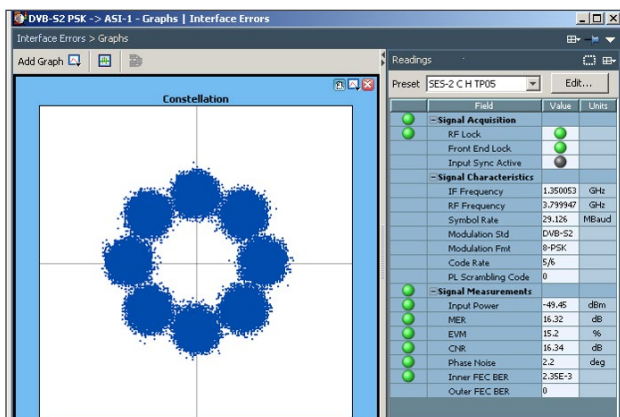 DVB-S2 PSK -> ASI-1 - Graphs | Interface Errors
Interface Errors > Graphs
Add Graph
Constellation
Readings
Preset SES-2 C H TP05 Edit...
Field Value Units
Signal Acquisition
RF Lock
Front End Lock
Input Sync Active
Signal Characteristics
IF Frequency 1.350053 GHz
RF Frequency 3.799947 GHz
Symbol Rate 29.126 MBaud
Modulation Std DVB-S2
Modulation Fmt 8-PSK
Code Rate 5/6
PL Scrambling Code 0
Signal Measurements
Input Power -49.45 dBm
MER 16.32 dB
EVM 15.2 %
CNR 16.34 dB
Phase Noise 2.2 deg
Inner FEC BER 2.35E-3
Outer FEC BER 0